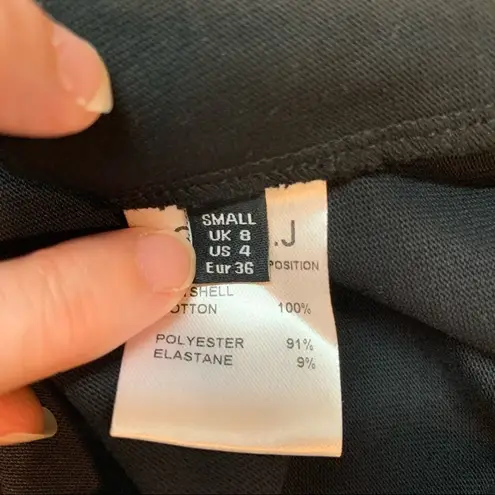 SMALL
UK 8
US 4
Eur 36
.J
POSITION
SHELL
OTTON 100%
POLYESTER 91%
ELASTANE 9%